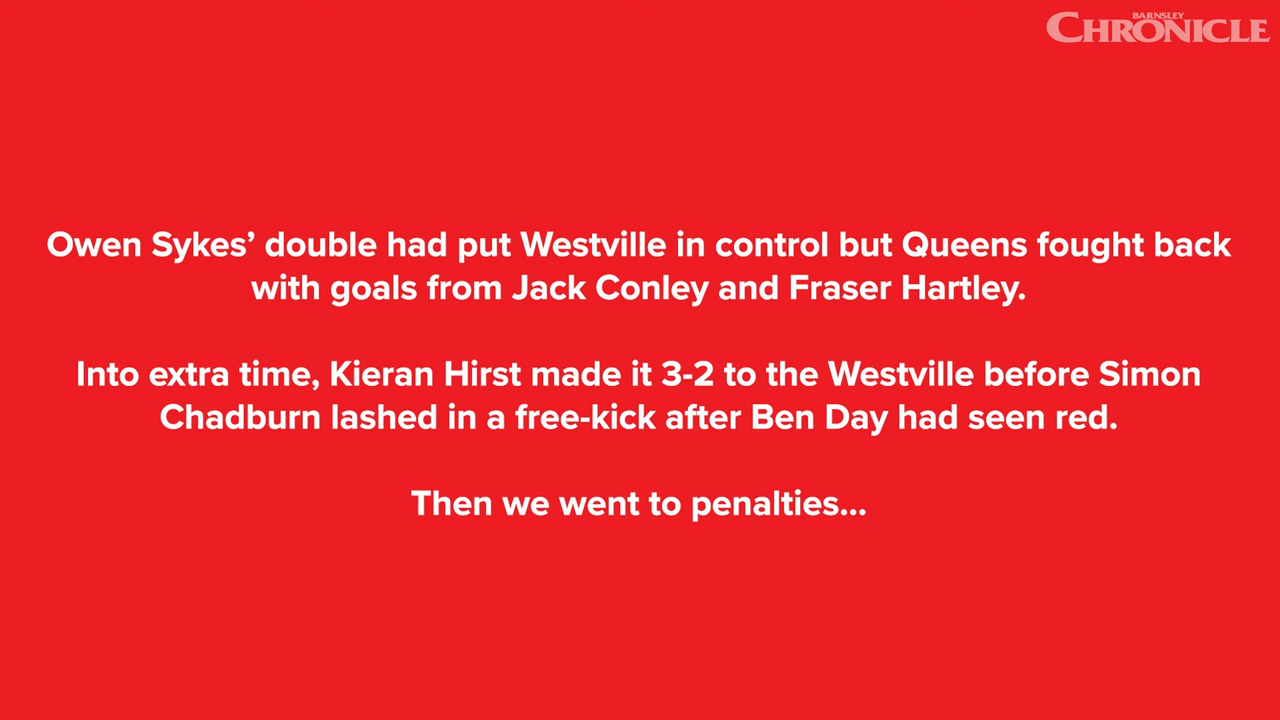 BARNSLEY
CHRONICLE
Owen Sykes’ double had put Westville in control but Queens fought back
with goals from Jack Conley and Fraser Hartley.
Into extra time, Kieran Hirst made it 3-2 to the Westville before Simon
Chadburn lashed in a free-kick after Ben Day had seen red.
Then we went to penalties...